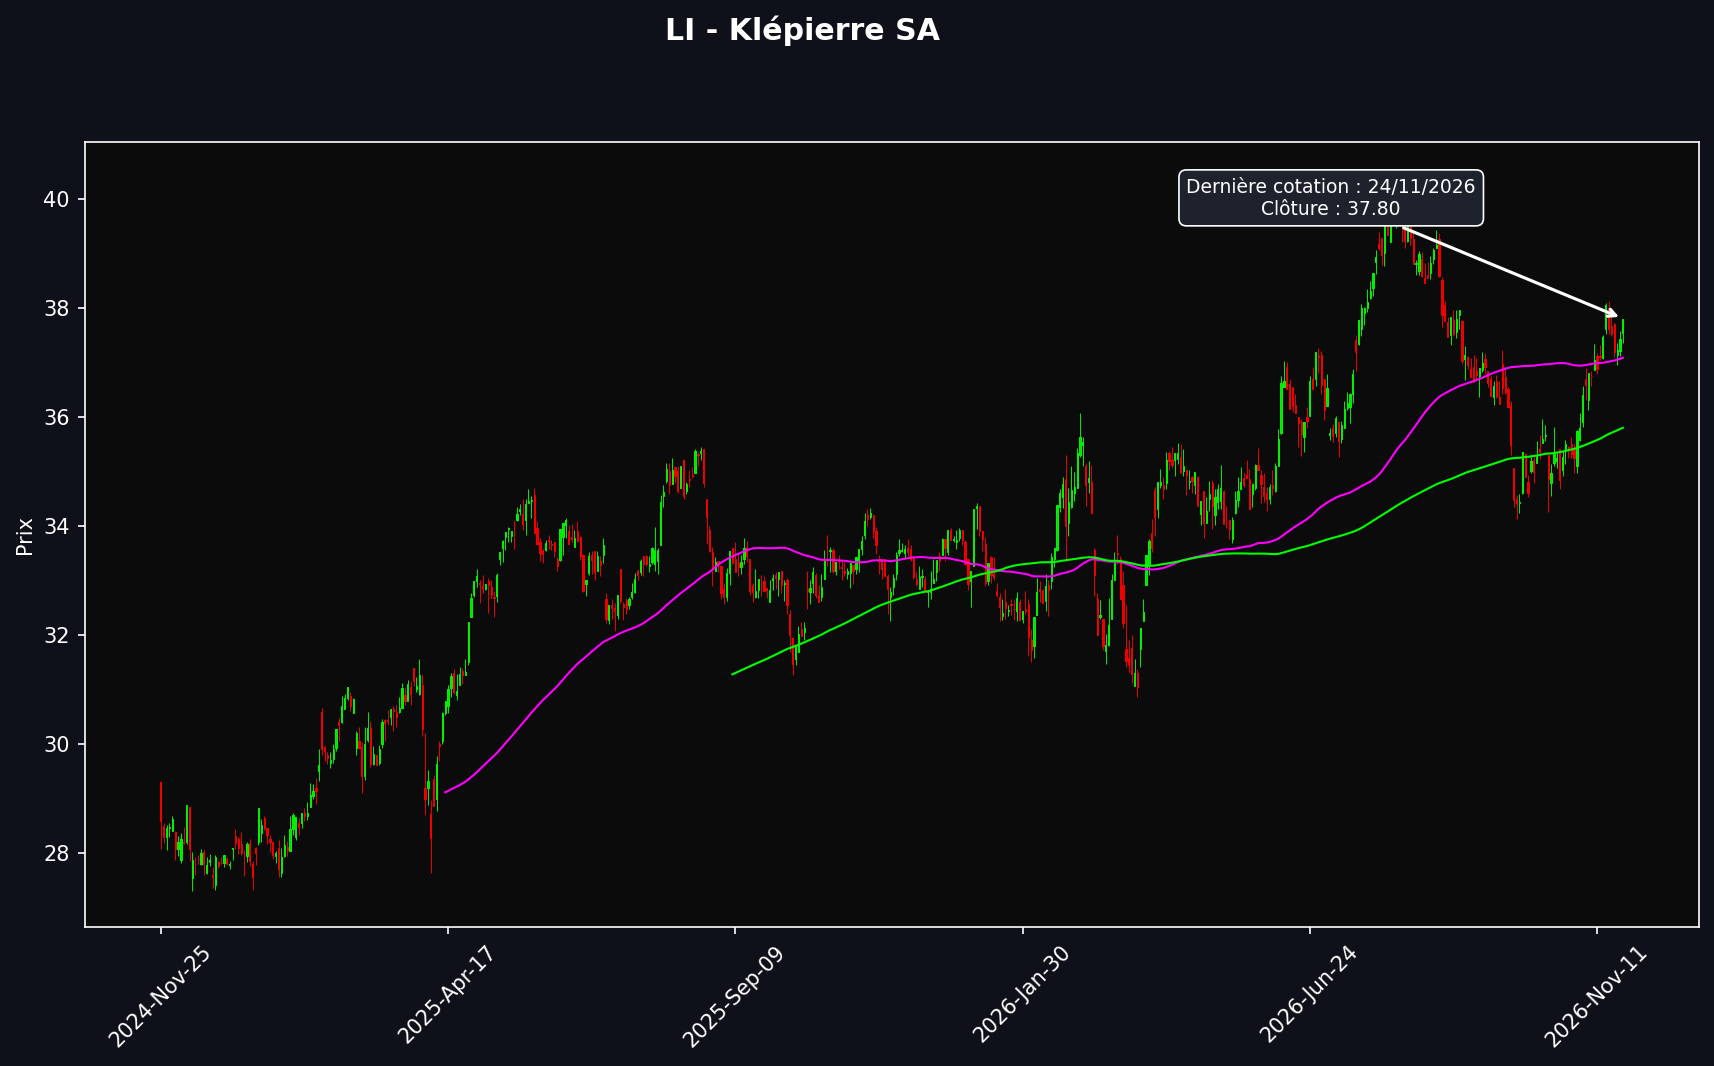 LI - Klépierre SA
Dernière cotation : 24/11/2026
Clôture : 37.80
Prix
40
38
36
34
32
30
28
2024-Nov-25
2025-Apr-17
2025-Sep-09
2026-Jan-30
2026-Jun-24
2026-Nov-11